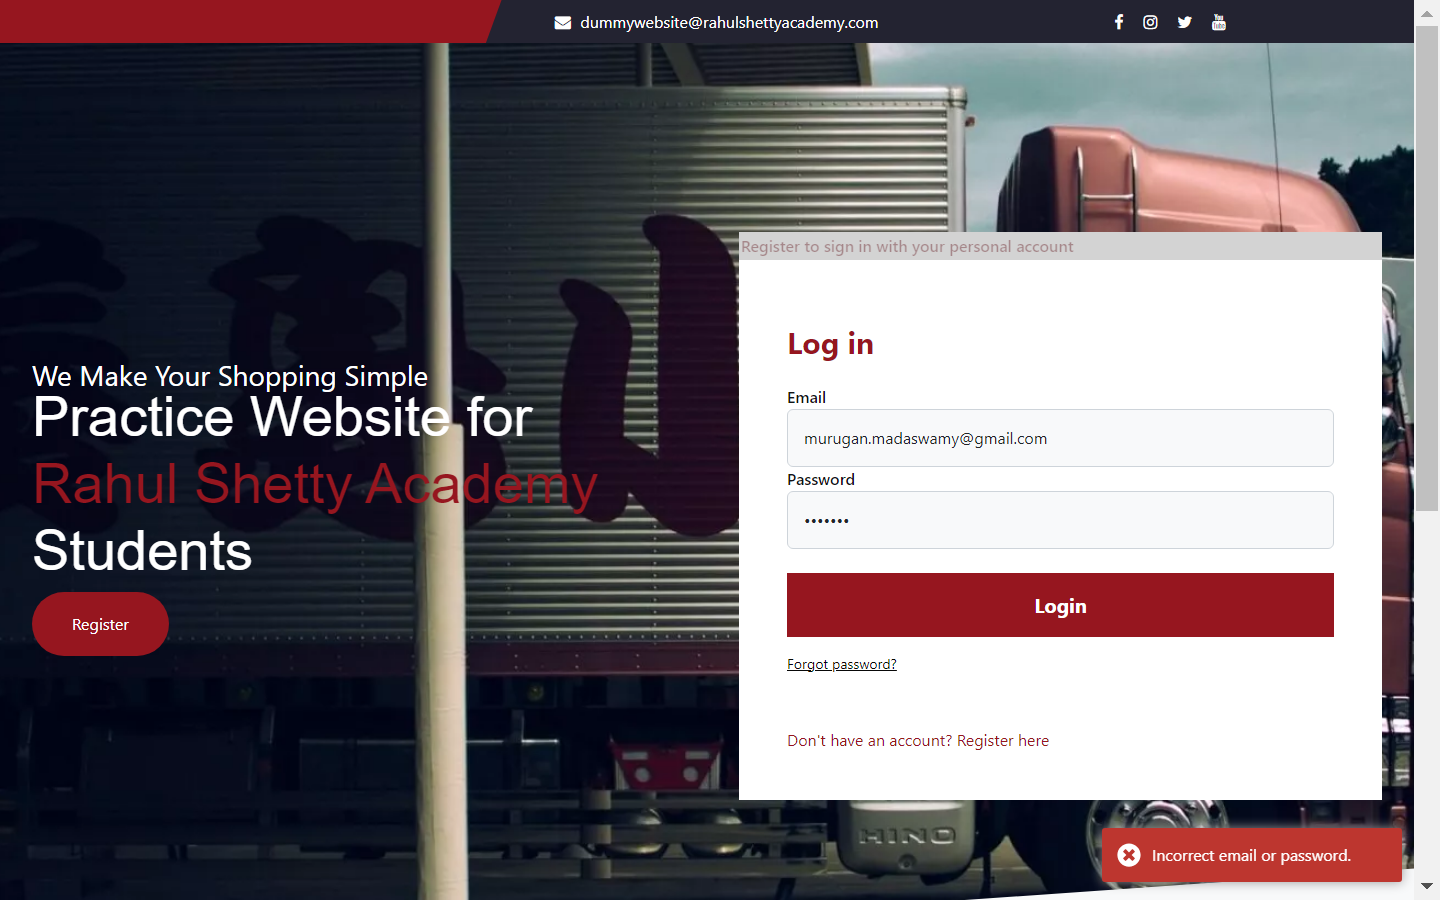 dummywebsite@rahulshettyacademy.com
We Make Your Shopping Simple
Practice Website for
Rahul Shetty Academy
Students
Register
Register to sign in with your personal account
Log in
Email
murugan.madaswamy@gmail.com
Password
•••••••
Login
Forgot password?
Don't have an account? Register here
HINO
Incorrect email or password.